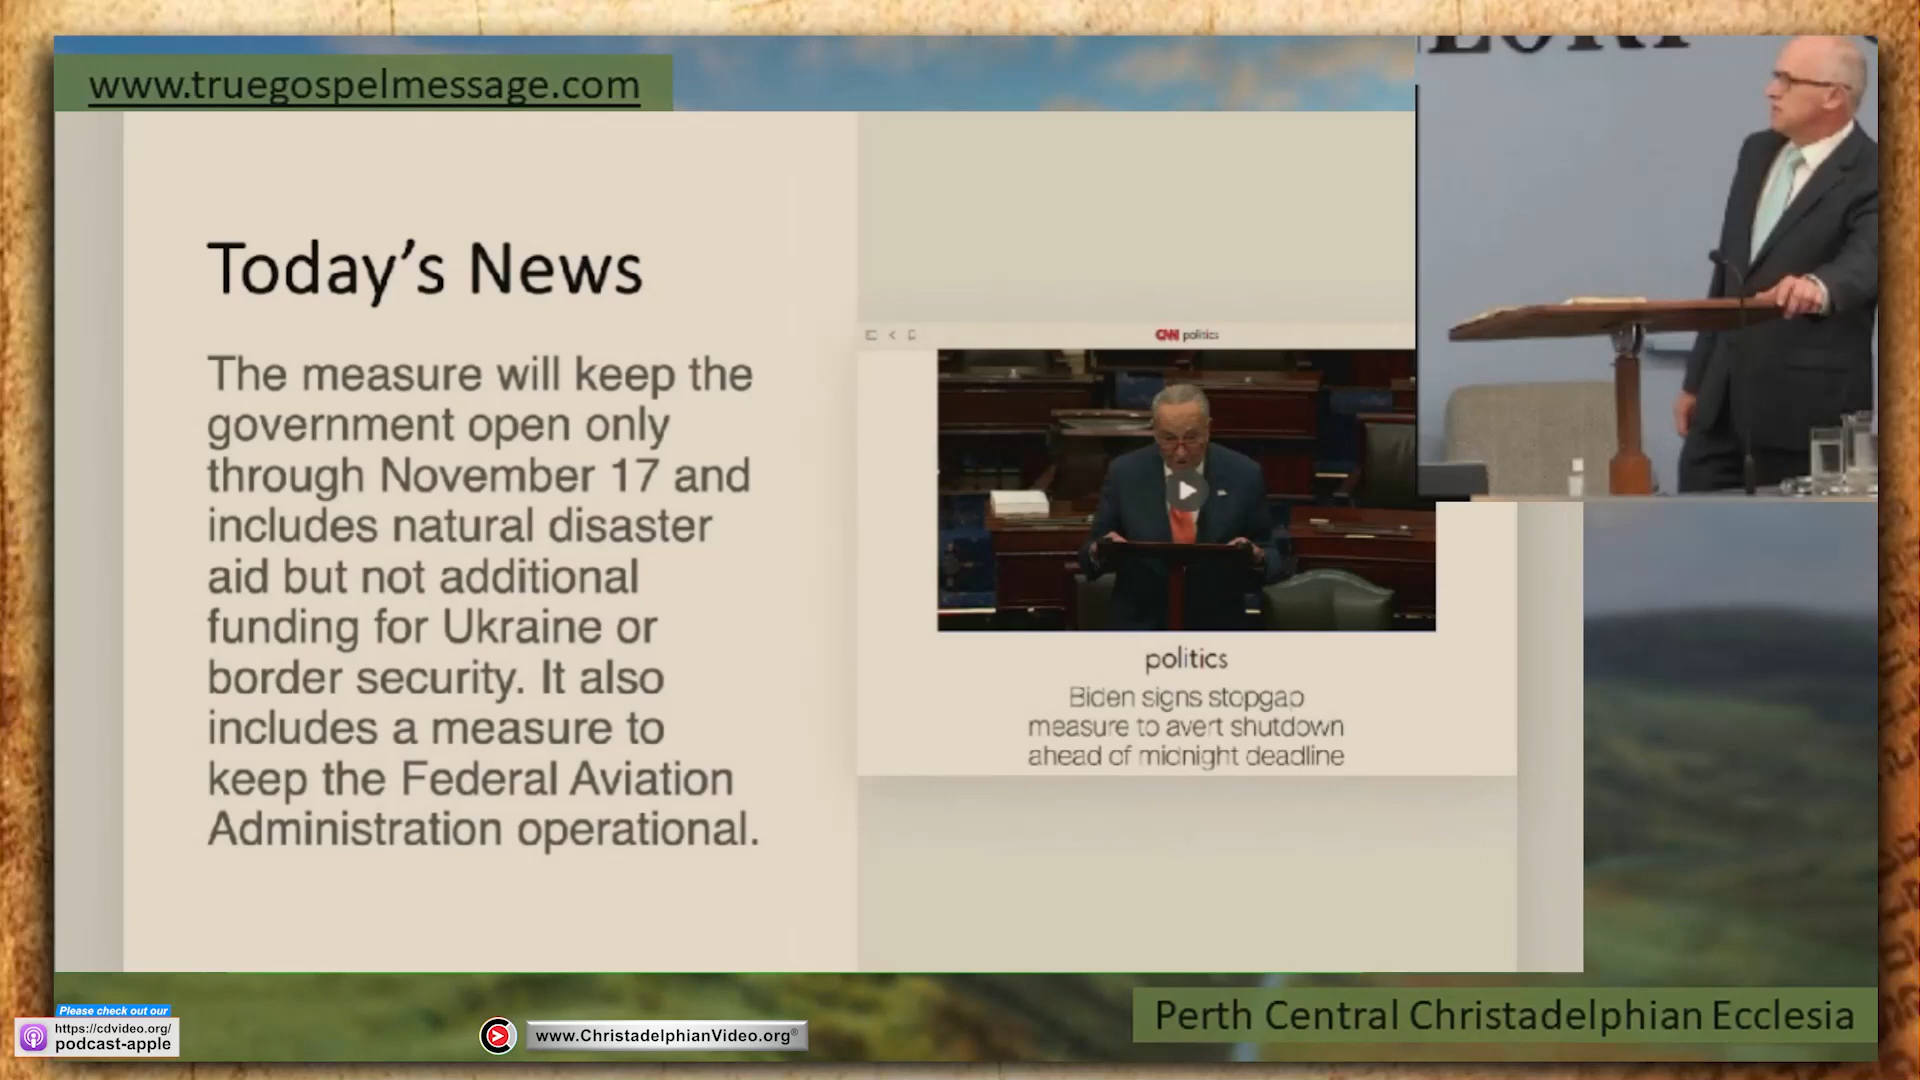 www.truegospelmessage.com
Today's News
The measure will keep the
government open only
through November 17 and
includes natural disaster
aid but not additional
funding for Ukraine or
border security. It also
includes a measure to
keep the Federal Aviation
Administration operational.
CNN politics
politics
Biden signs stopgap
measure to avert shutdown
ahead of midnight deadline
Please check out our
https://cdvideo.org/
podcast-apple
www.ChristadelphianVideo.org®
Perth Central Christadelphian Ecclesia